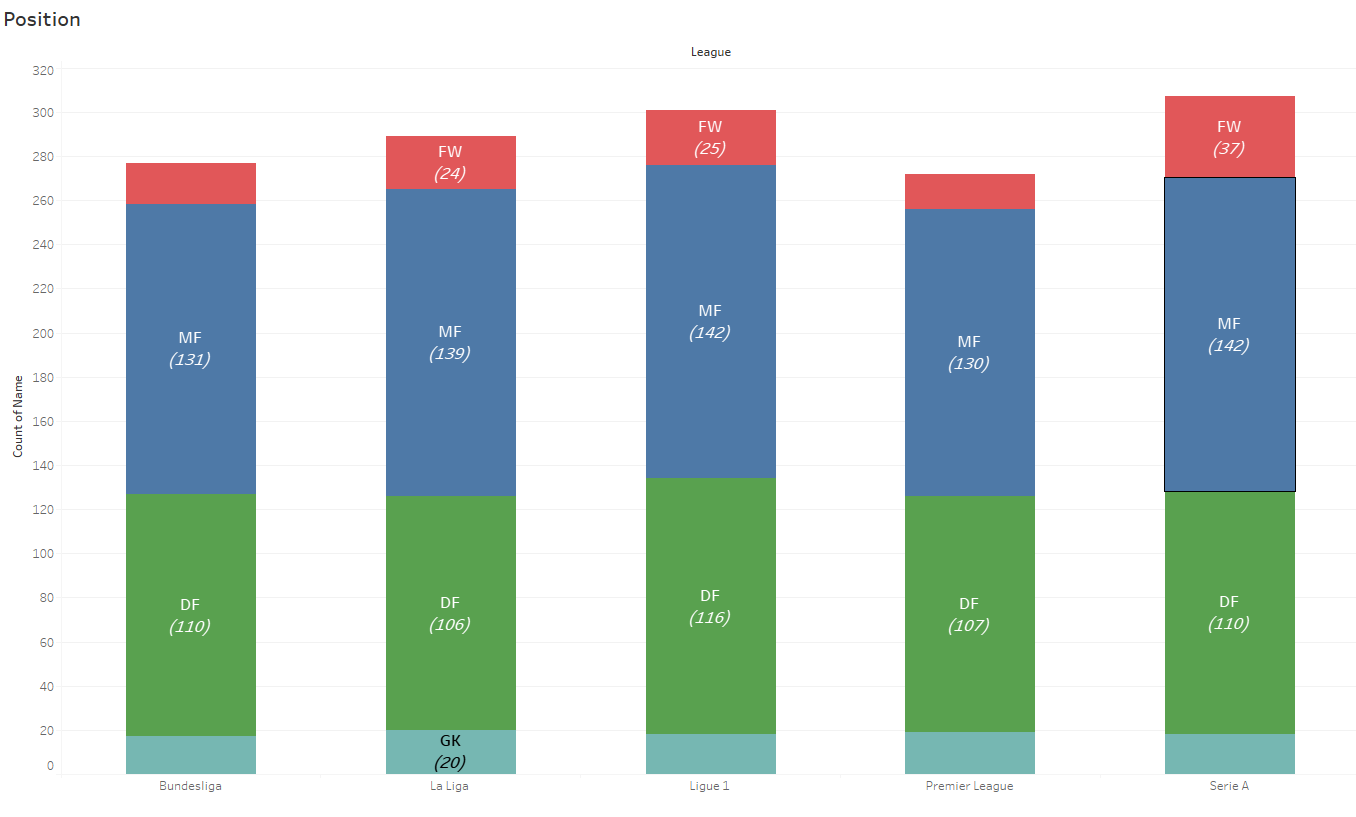 Position
League
320
300
280
260
240
220
200
180
160
140
120
100
80
60
40
20
0
Count of Name
MF
(131)
DF
(110)
FW
(24)
MF
(139)
DF
(106)
GK
(20)
FW
(25)
MF
(142)
DF
(116)
MF
(130)
DF
(107)
FW
(37)
MF
(142)
DF
(110)
Bundesliga
La Liga
Ligue 1
Premier League
Serie A